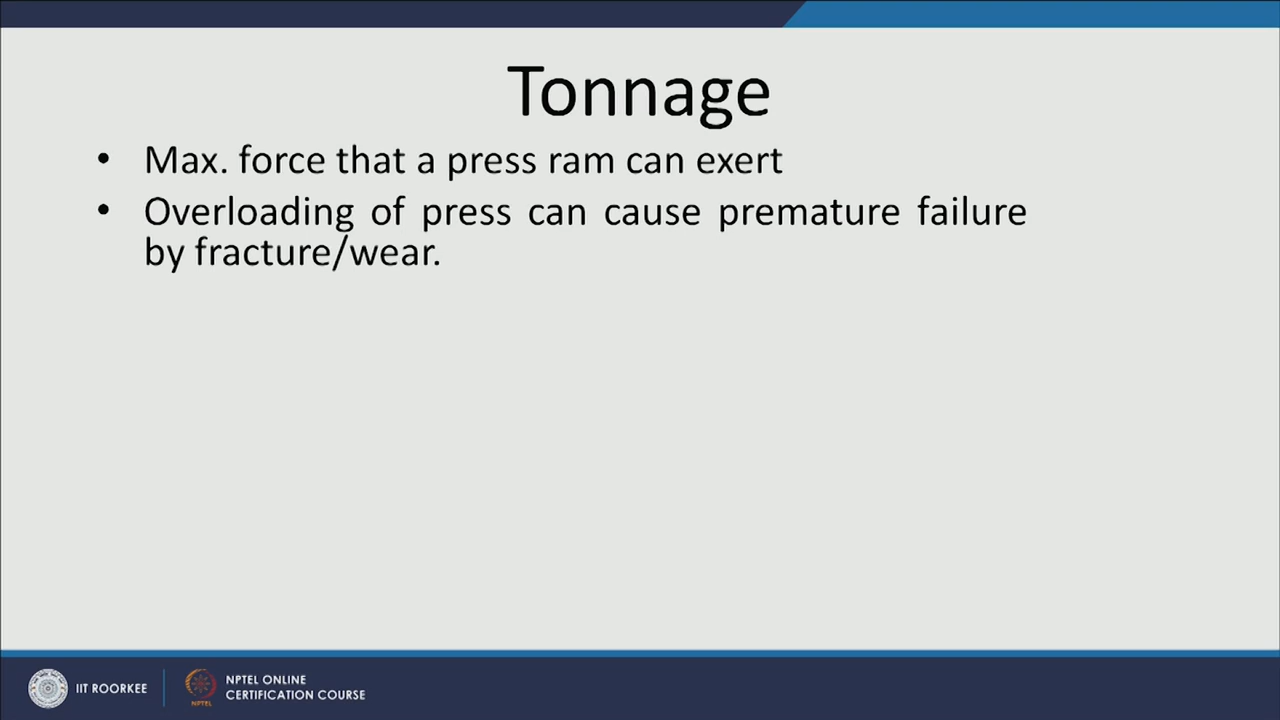 Tonnage
• Max. force that a press ram can exert
• Overloading of press can cause premature failure
by fracture/wear.
IIT ROORKEE
NPTEL ONLINE
CERTIFICATION COURSE
NPTEL